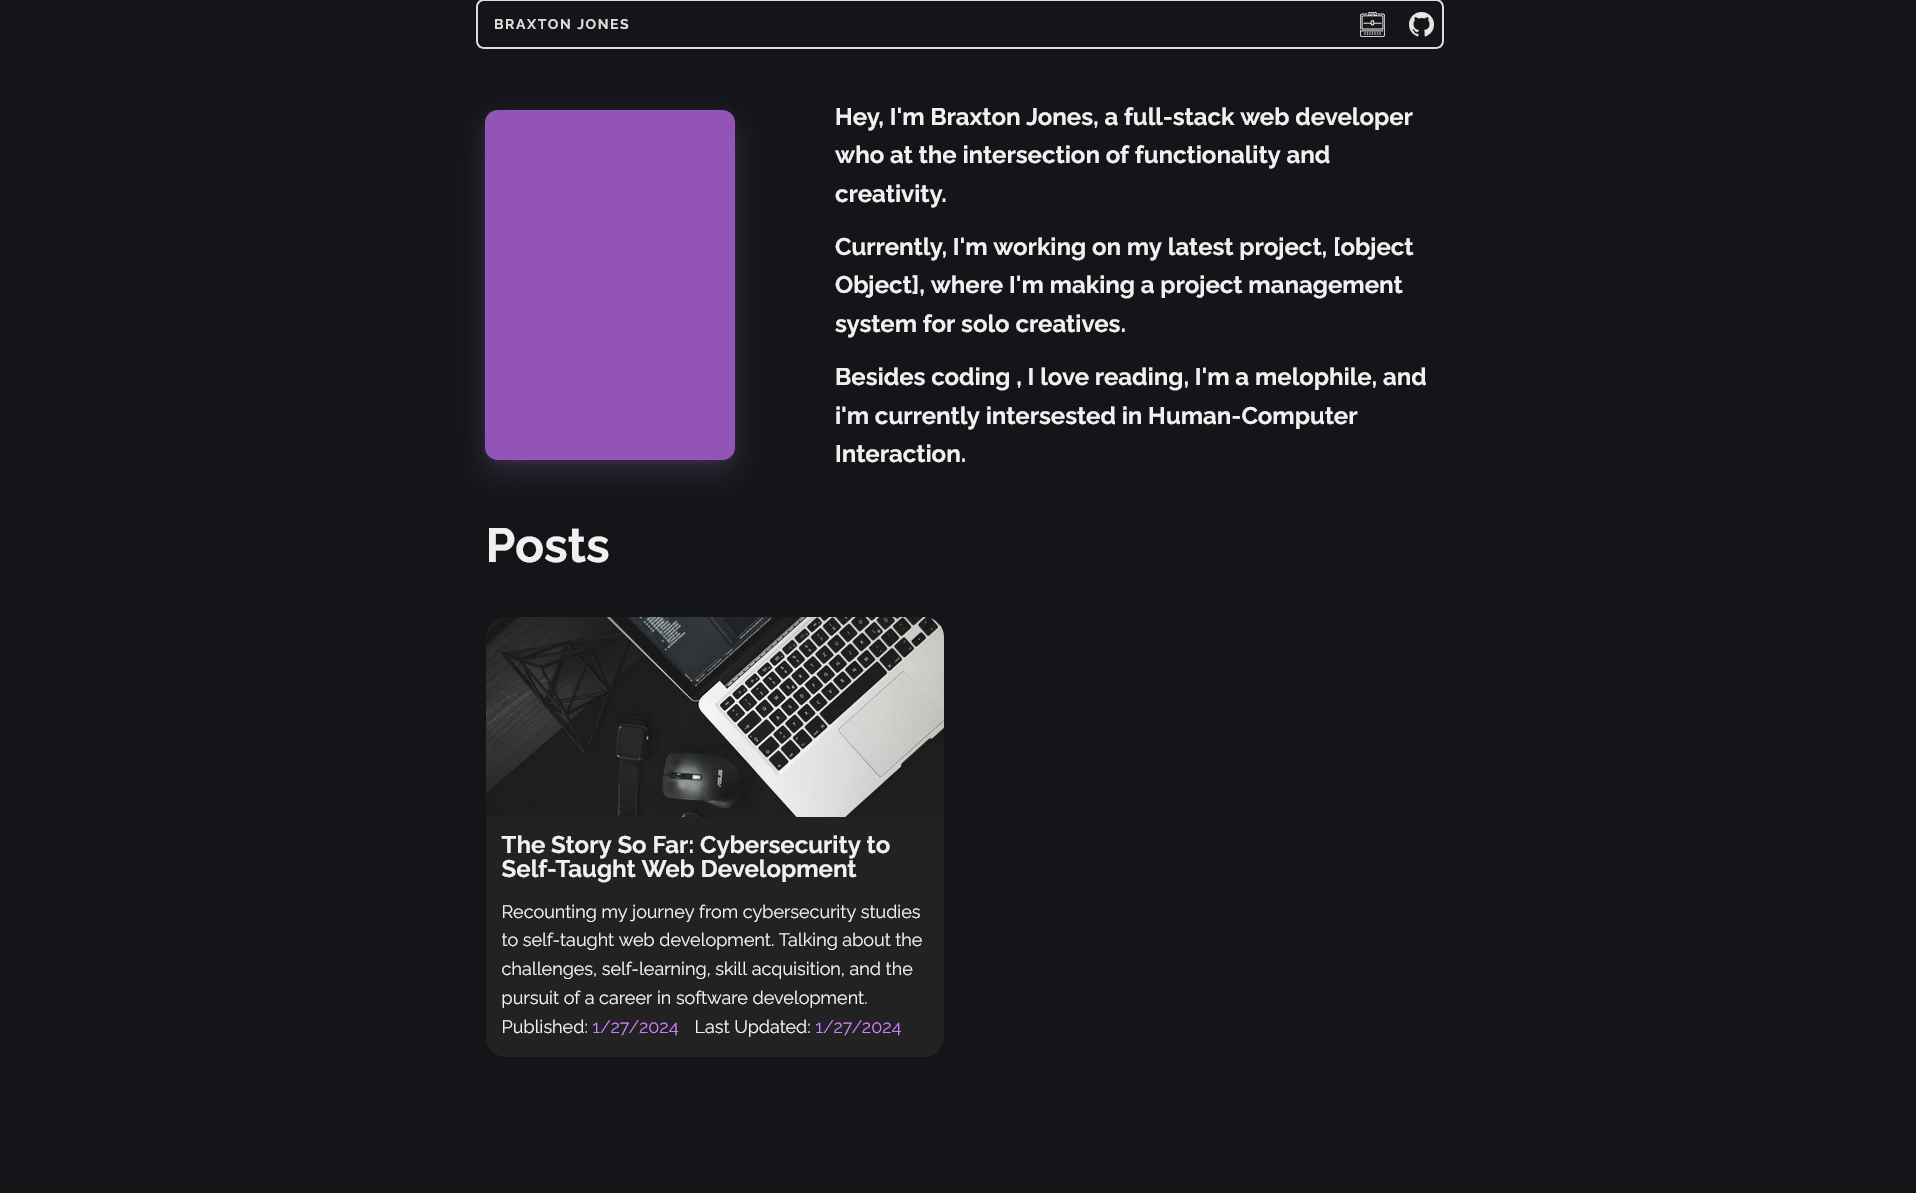 BRAXTON JONES
Hey, I'm Braxton Jones, a full-stack web developer
who at the intersection of functionality and
creativity.
Currently, I'm working on my latest project, [object
Object], where I'm making a project management
system for solo creatives.
Besides coding , I love reading, I'm a melophile, and
i'm currently intersested in Human-Computer
Interaction.
Posts
ASUS
The Story So Far: Cybersecurity to
Self-Taught Web Development
Recounting my journey from cybersecurity studies
to self-taught web development. Talking about the
challenges, self-learning, skill acquisition, and the
pursuit of a career in software development.
Published: 1/27/2024 Last Updated: 1/27/2024